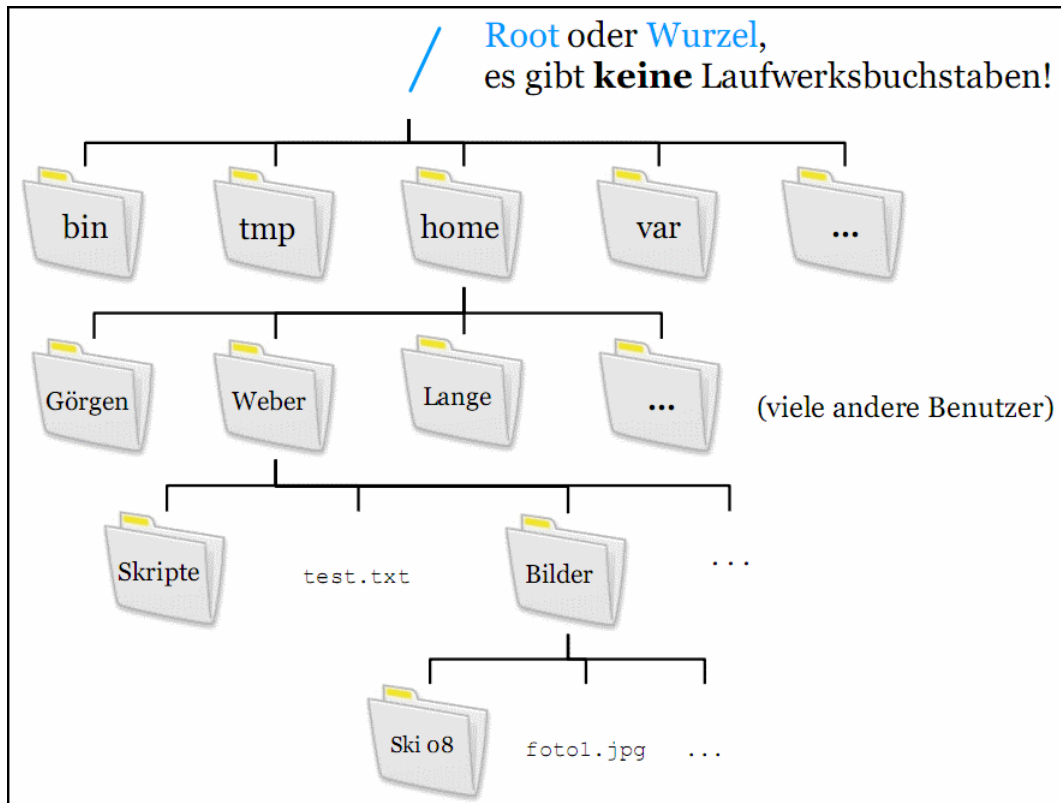 /
Root oder Wurzel,
es gibt keine Laufwerksbuchstaben!
bin
tmp
home
var
...
Görgen
Weber
Lange
...
(viele andere Benutzer)
Skripte
test.txt
Bilder
...
Ski 08
foto1.jpg
...